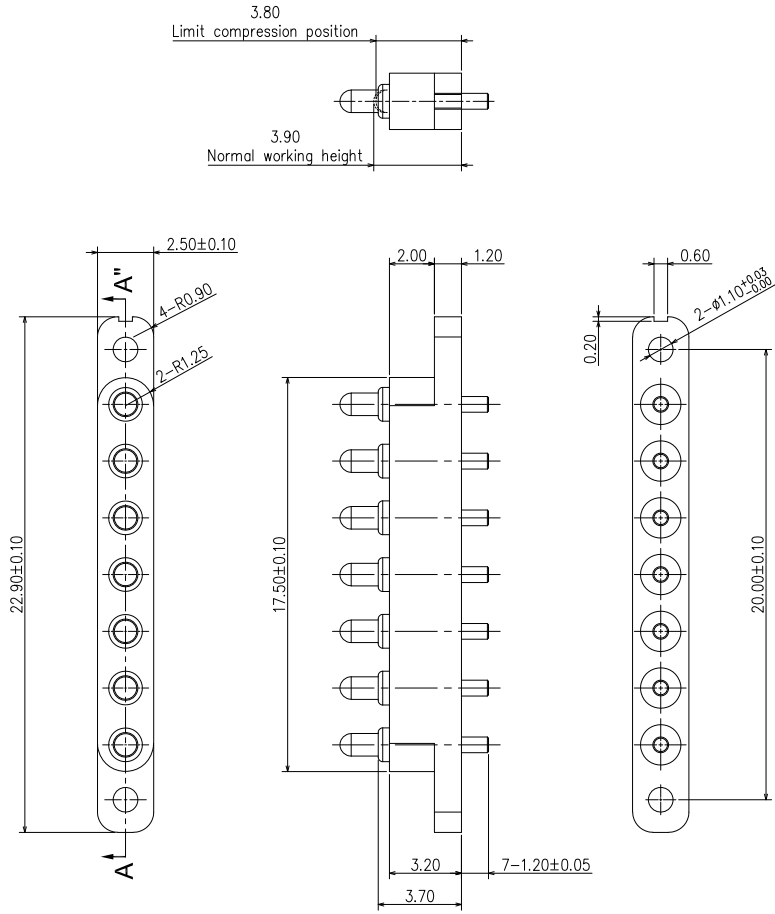 3.80
Limit compression position
3.90
Normal working height
2.50±0.10
2.00
1.20
0.60
A"
4-R0.90
2-ø1.10+0.03
-0.00
0.20
2-R1.25
22.90±0.10
17.50±0.10
20.00±0.10
A
3.20
7-1.20±0.05
3.70